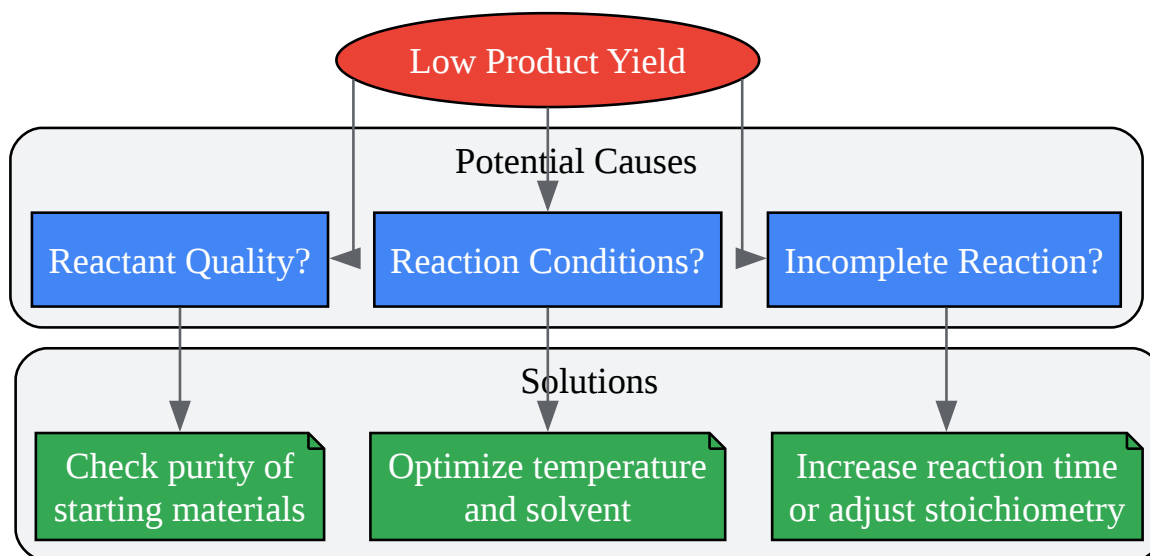 Low Product Yield
Potential Causes
Reactant Quality?
Reaction Conditions?
Incomplete Reaction?
Solutions
Check purity of
starting materials
Optimize temperature
and solvent
Increase reaction time
or adjust stoichiometry